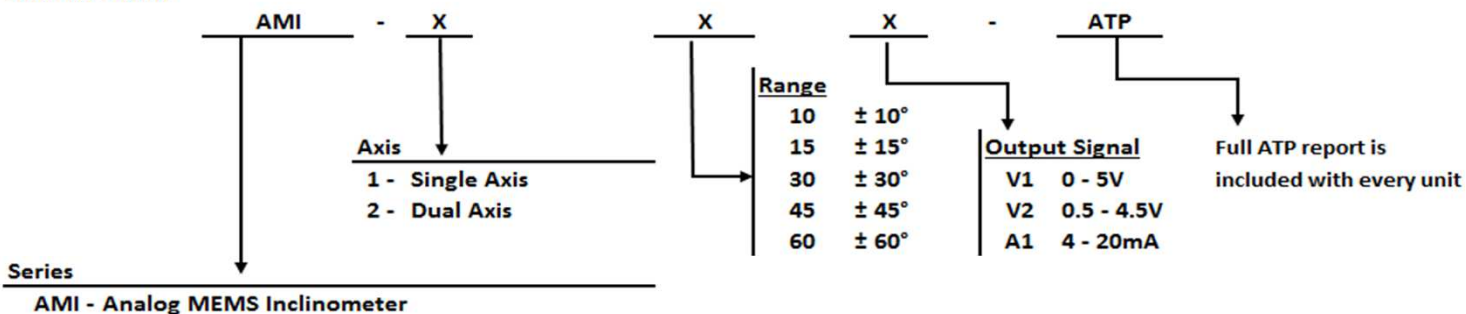 AMI - X X X - ATP
Range
10 ± 10°
15 ± 15°
30 ± 30°
45 ± 45°
60 ± 60°
Axis
1 - Single Axis
2 - Dual Axis
Output Signal
V1 0 - 5V
V2 0.5 - 4.5V
A1 4 - 20mA
Full ATP report is
included with every unit
Series
AMI - Analog MEMS Inclinometer